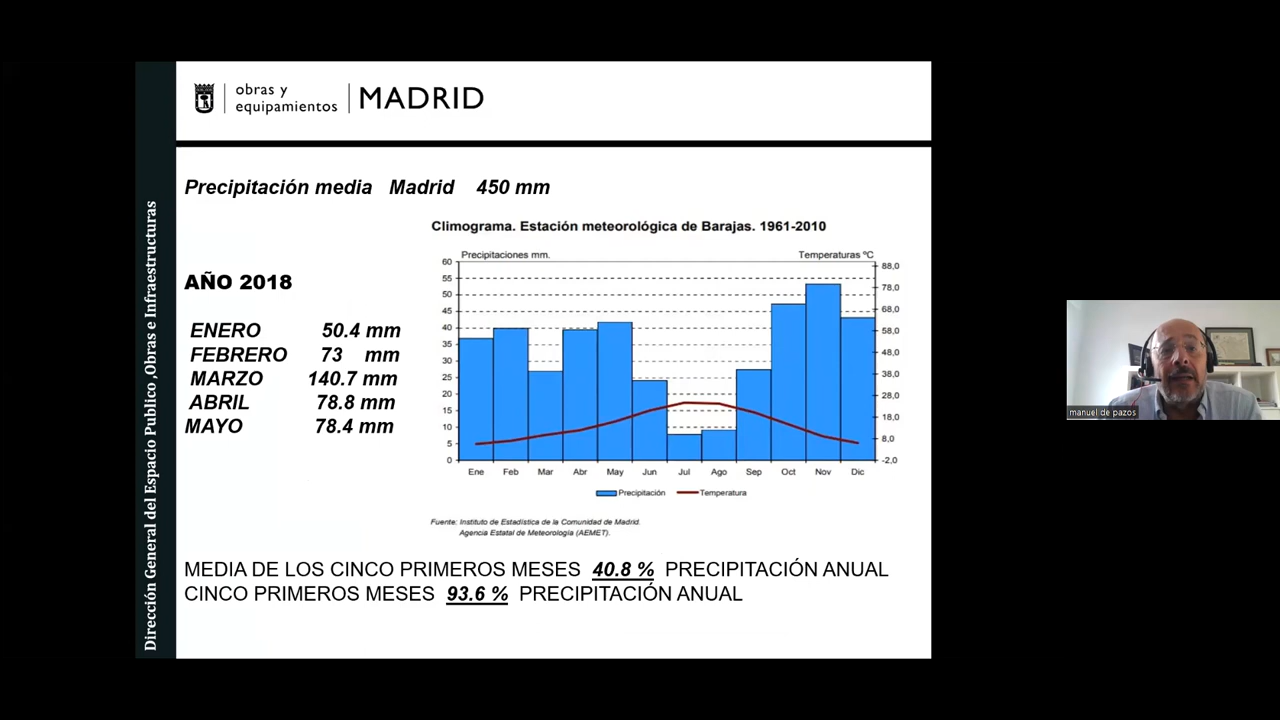 obras y
equipamientos
MADRID
Dirección General del Espacio Publico ,Obras e Infraestructuras
Precipitación media Madrid 450 mm
AÑO 2018
ENERO 50.4 mm
FEBRERO 73 mm
MARZO 140.7 mm
ABRIL 78.8 mm
MAYO 78.4 mm
Climograma. Estación meteorológica de Barajas. 1961-2010
Precipitaciones mm.
Temperaturas ºC
60
55
50
45
40
35
30
25
20
15
10
5
0
88,0
78,0
68,0
58,0
48,0
38,0
28,0
18,0
8,0
-2,0
Ene Feb Mar Abr May Jun Jul Ago Sep Oct Nov Dic
Precipitación Temperatura
Fuente: Instituto de Estadística de la Comunidad de Madrid.
Agencia Estatal de Meteorología (AEMET).
MEDIA DE LOS CINCO PRIMEROS MESES 40.8 % PRECIPITACIÓN ANUAL
CINCO PRIMEROS MESES 93.6 % PRECIPITACIÓN ANUAL
manuel de pazos